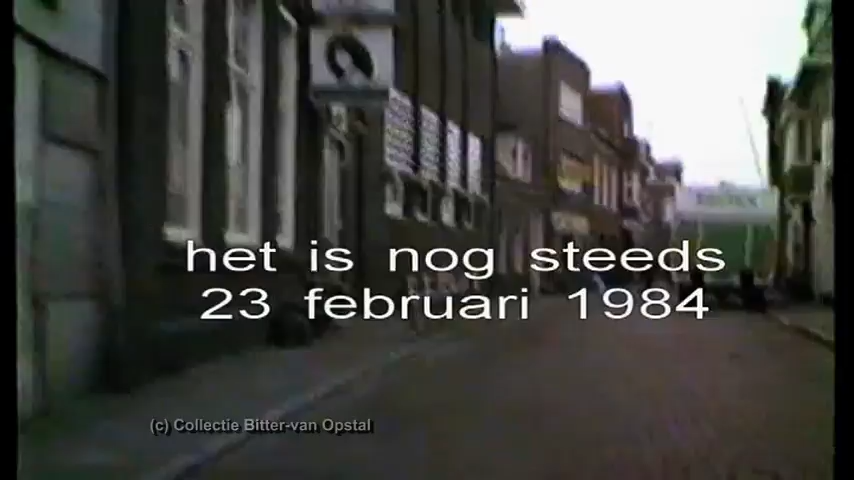 het is nog steeds
23 februari 1984
(c) Collectie Bitter-van Opstal